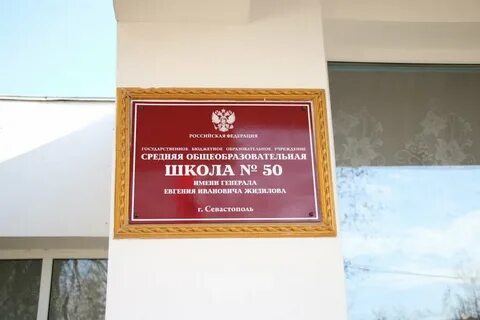 РОССИЙСКАЯ ФЕДЕРАЦИЯ
ГОСУДАРСТВЕННОЕ БЮДЖЕТНОЕ ОБРАЗОВАТЕЛЬНОЕ УЧРЕЖДЕНИЕ
СРЕДНЯЯ ОБЩЕОБРАЗОВАТЕЛЬНАЯ
ШКОЛА № 50
ИМЕНИ ГЕНЕРАЛА
ЕВГЕНИЯ ИВАНОВИЧА ЖИДИЛОВА
г. Севастополь